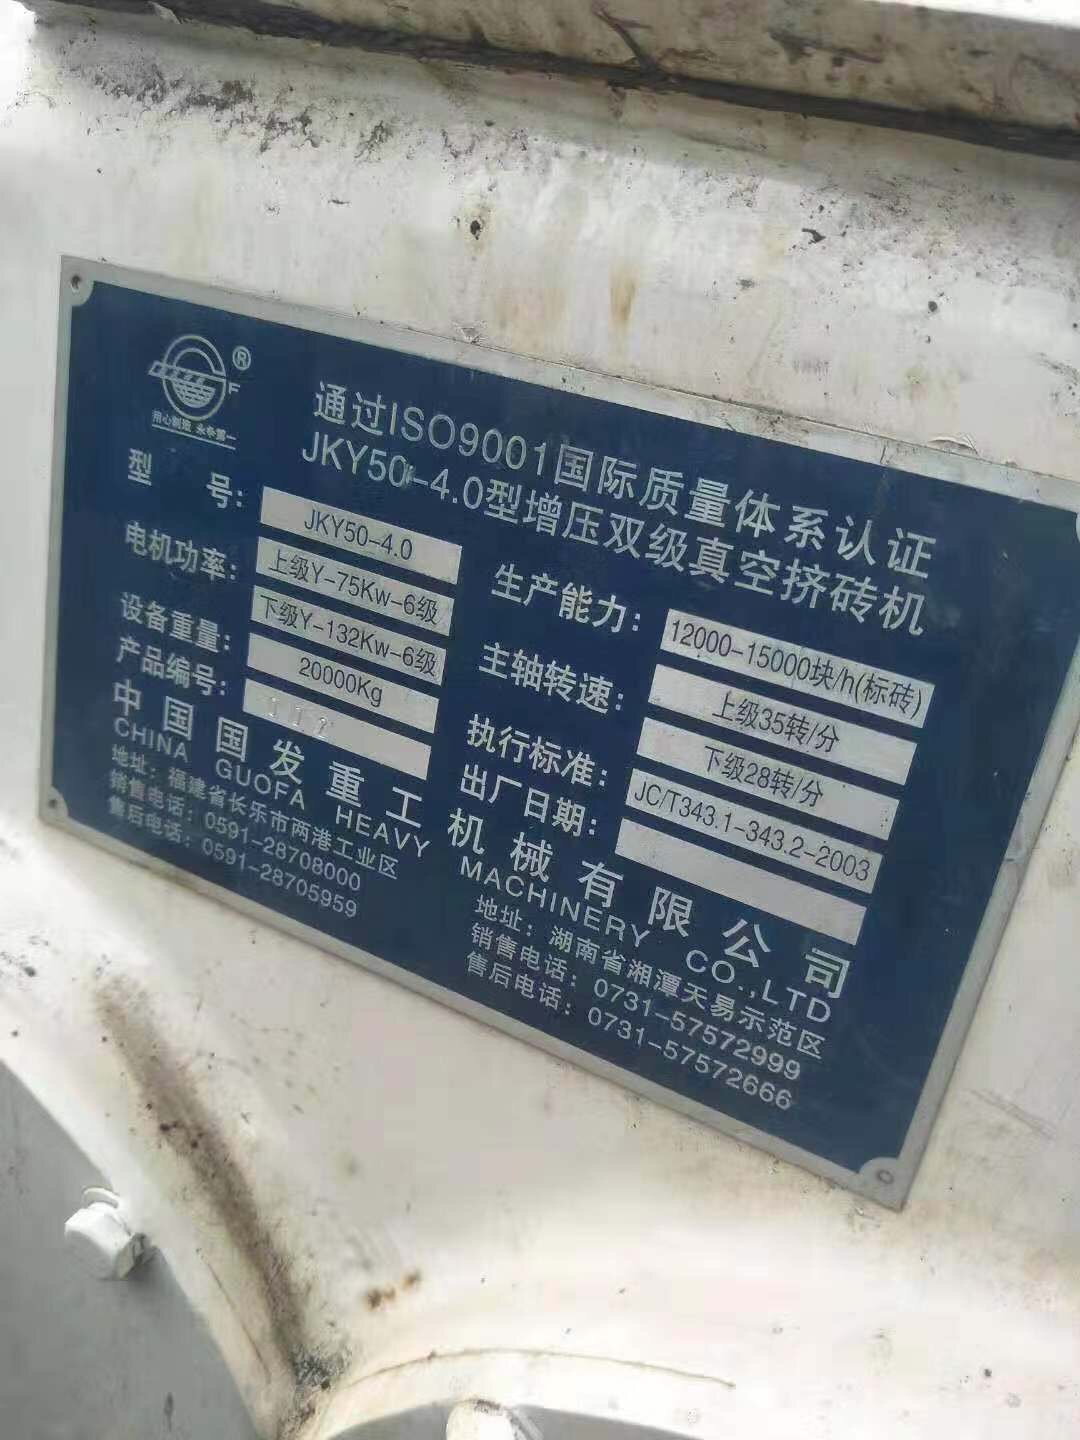 ® F
用心制造 永争第一
通过ISO9001国际质量体系认证
JKY50-4.0型增压双级真空挤砖机
型 号: JKY50-4.0
电机功率: 上级Y-75Kw-6级
下级Y-132Kw-6级
设备重量: 20000Kg
产品编号: 111
生产能力: 12000-15000块/h(标砖)
主轴转速: 上级35转/分
下级28转/分
执行标准: JC/T343.1-343.2-2003
出厂日期:
中国国发重工机械有限公司
CHINA GUOFA HEAVY MACHINERY CO.,LTD
地址: 福建省长乐市两港工业区
销售电话: 0591-28708000
售后电话: 0591-28705959
地址: 湖南省湘潭天易示范区
销售电话: 0731-57572999
售后电话: 0731-57572666